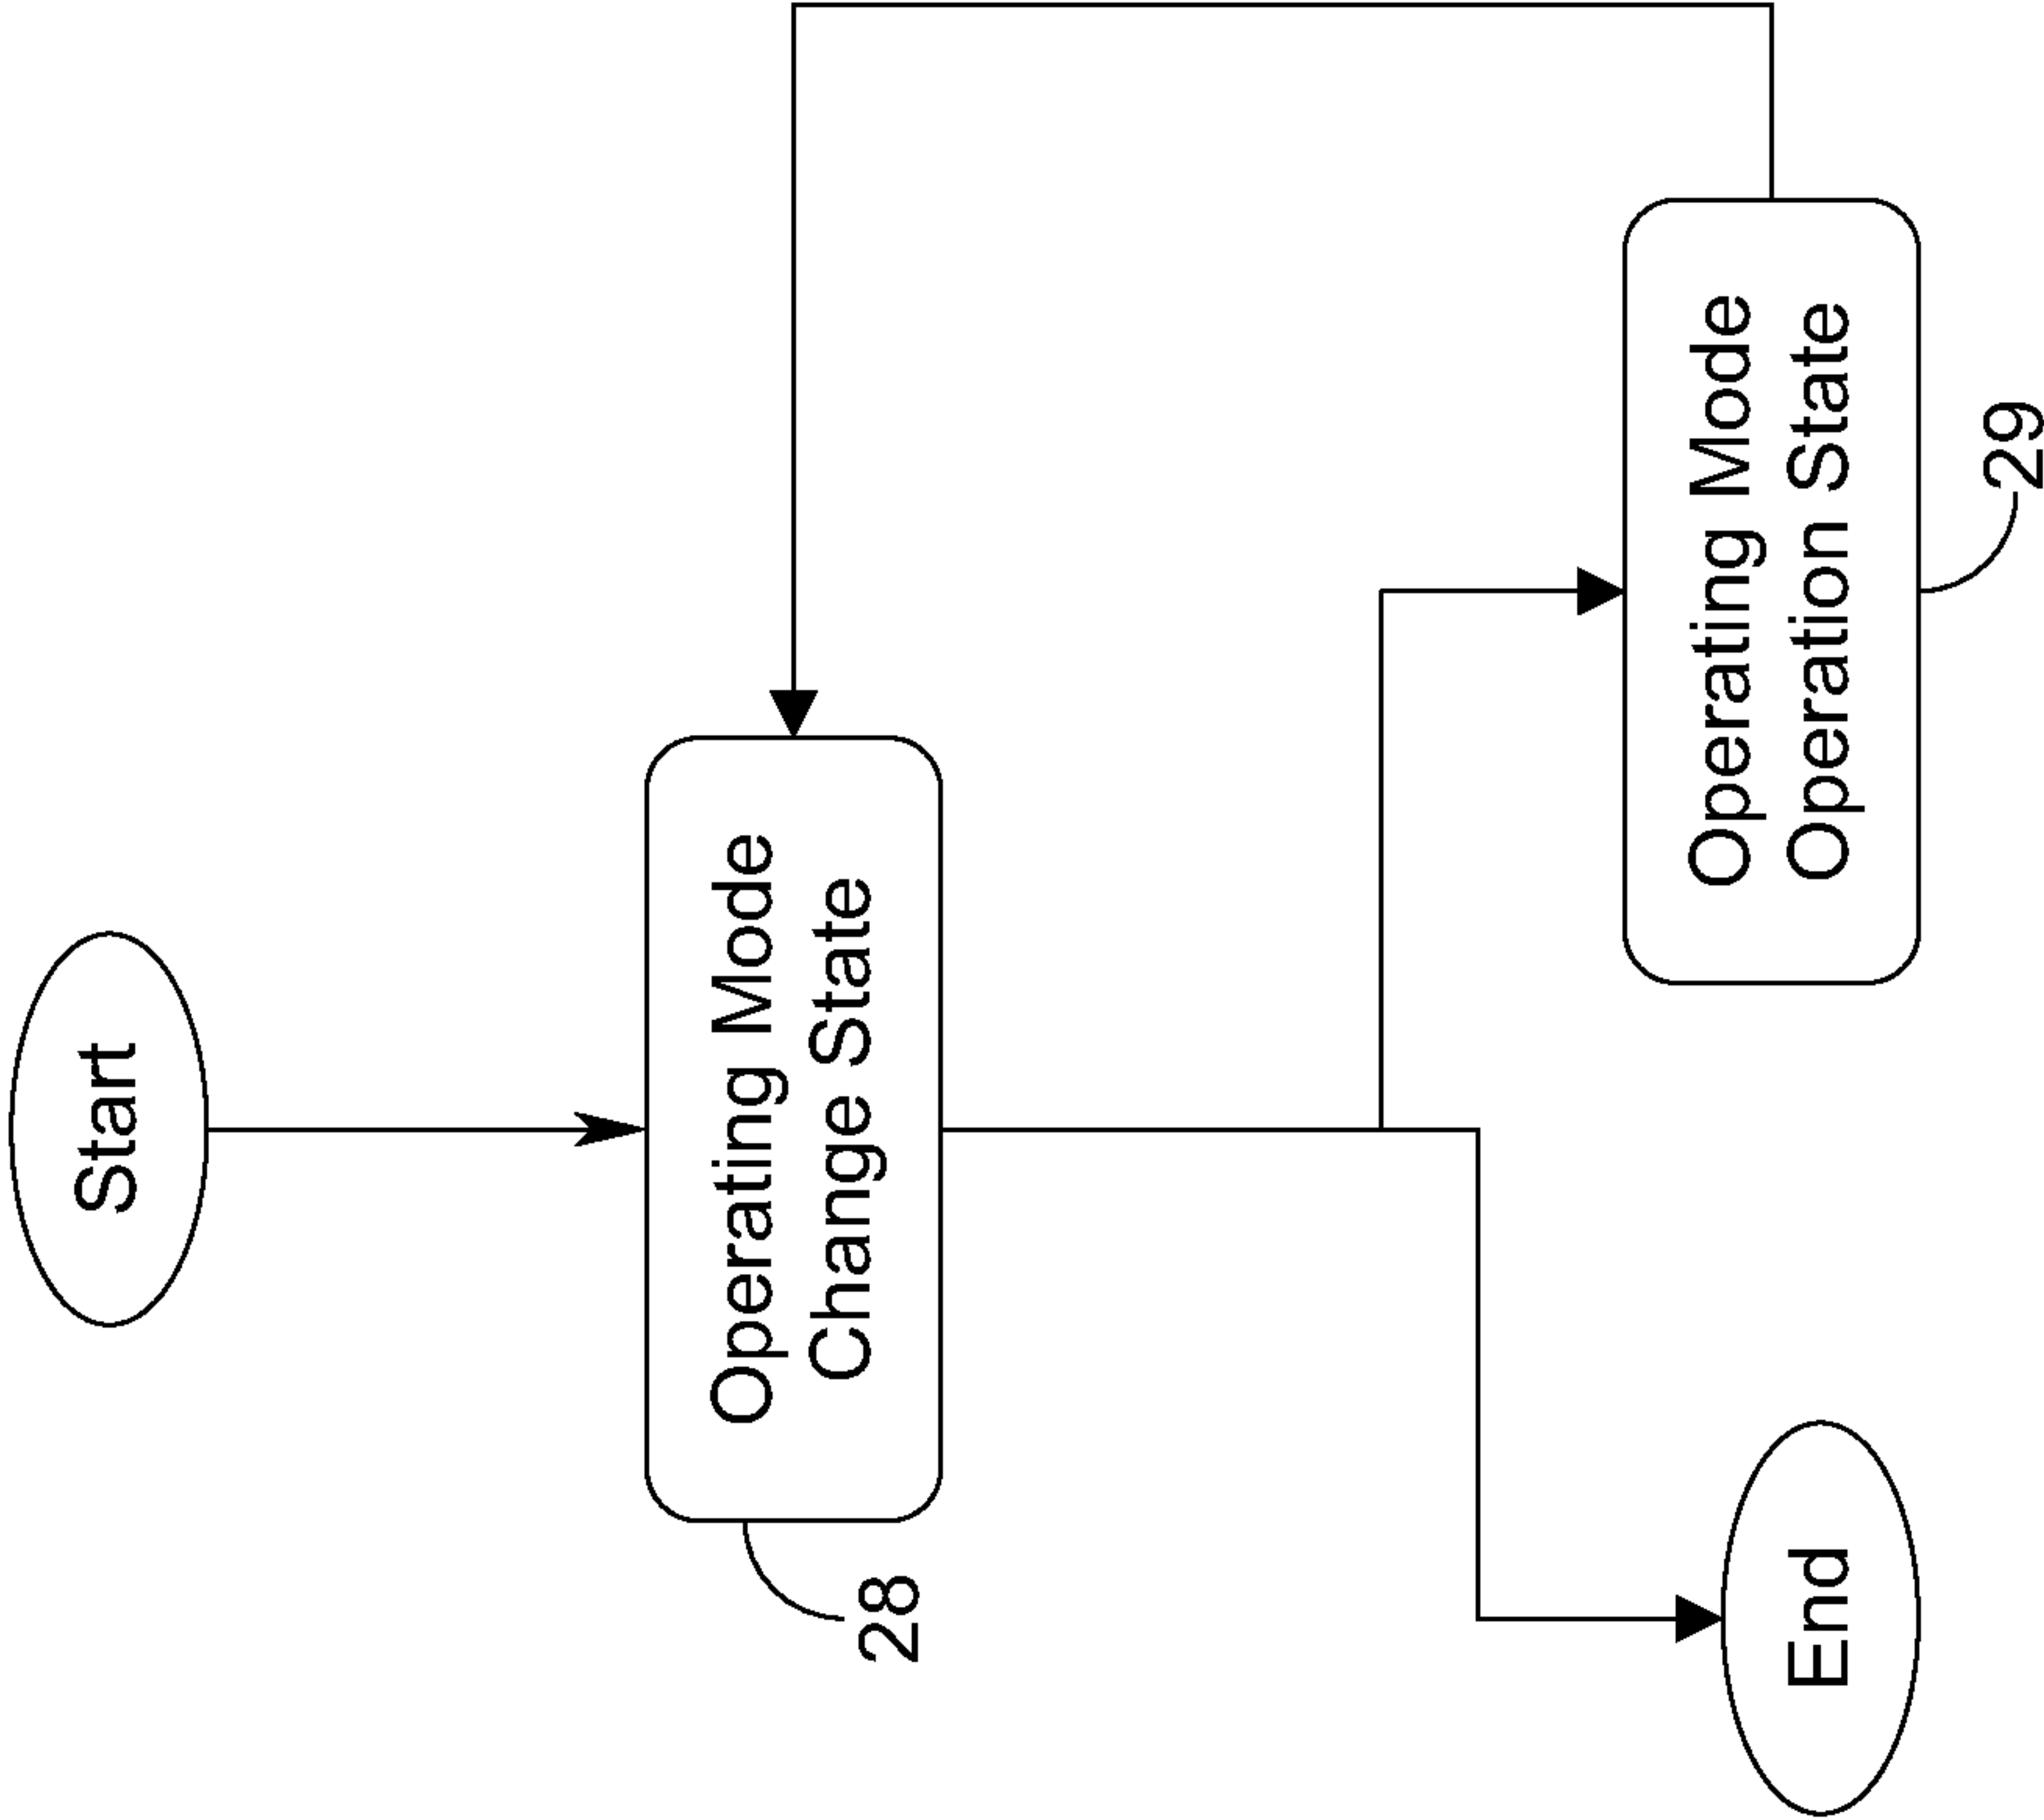 Start
Operating Mode
Change State
28
Operating Mode
Operation State
29
End